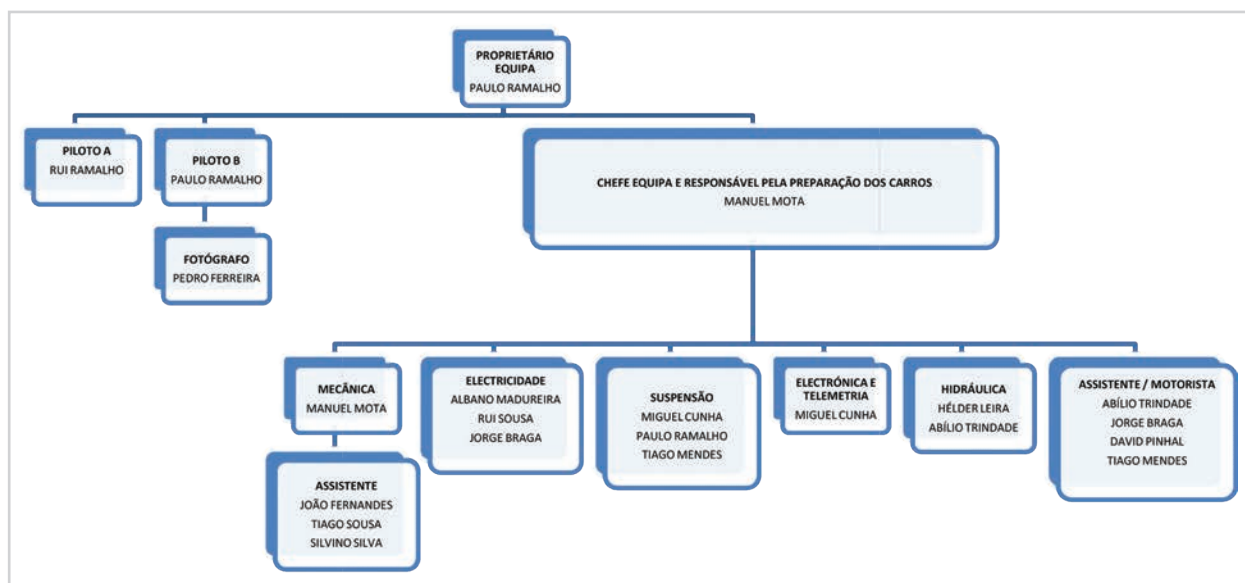 PROPRIETÁRIO
EQUIPA
PAULO RAMALHO
PILOTO A
RUI RAMALHO
PILOTO B
PAULO RAMALHO
FOTÓGRAFO
PEDRO FERREIRA
CHEFE EQUIPA E RESPONSÁVEL PELA PREPARAÇÃO DOS CARROS
MANUEL MOTA
MECÂNICA
MANUEL MOTA
ASSISTENTE
JOÃO FERNANDES
TIAGO SOUSA
SILVINO SILVA
ELECTRICIDADE
ALBANO MADUREIRA
RUI SOUSA
JORGE BRAGA
SUSPENSÃO
MIGUEL CUNHA
PAULO RAMALHO
TIAGO MENDES
ELECTRÓNICA E
TELEMETRIA
MIGUEL CUNHA
HIDRÁULICA
HÉLDER LEIRA
ABÍLIO TRINDADE
ASSISTENTE / MOTORISTA
ABÍLIO TRINDADE
JORGE BRAGA
DAVID PINHAL
TIAGO MENDES